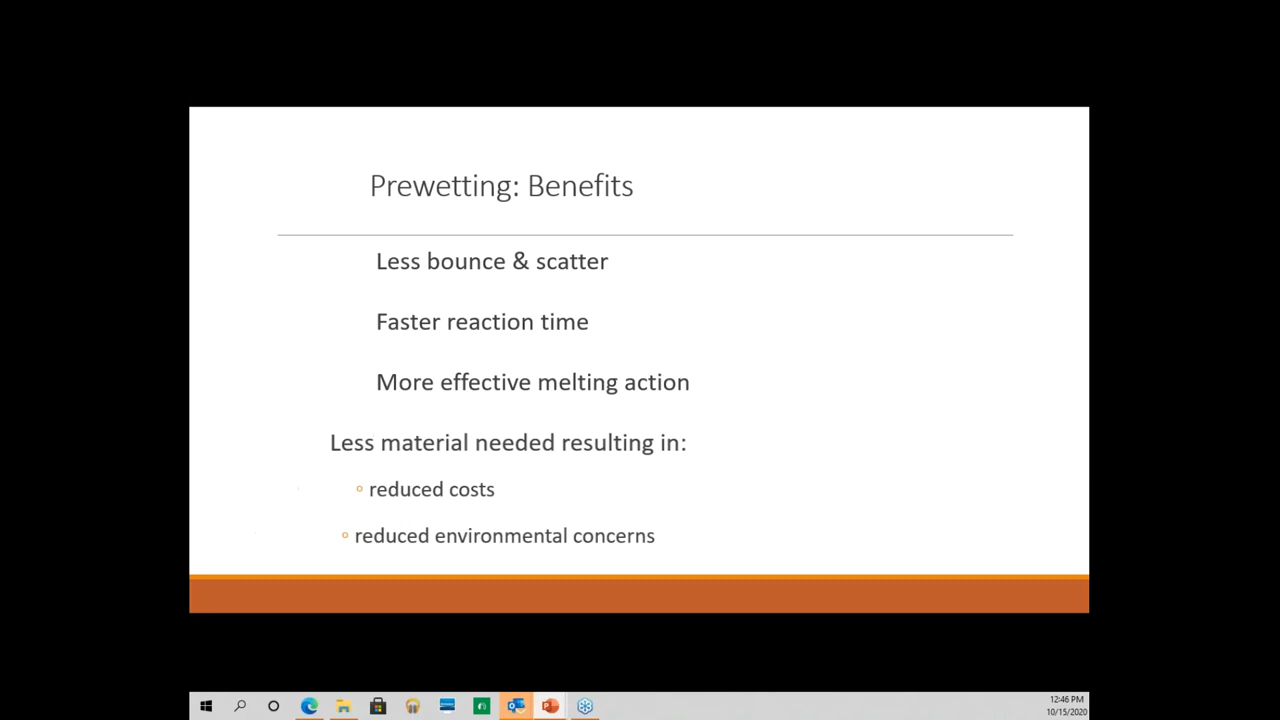 Prewetting: Benefits
Less bounce & scatter
Faster reaction time
More effective melting action
Less material needed resulting in:
reduced costs
reduced environmental concerns
12:46 PM
10/15/2020